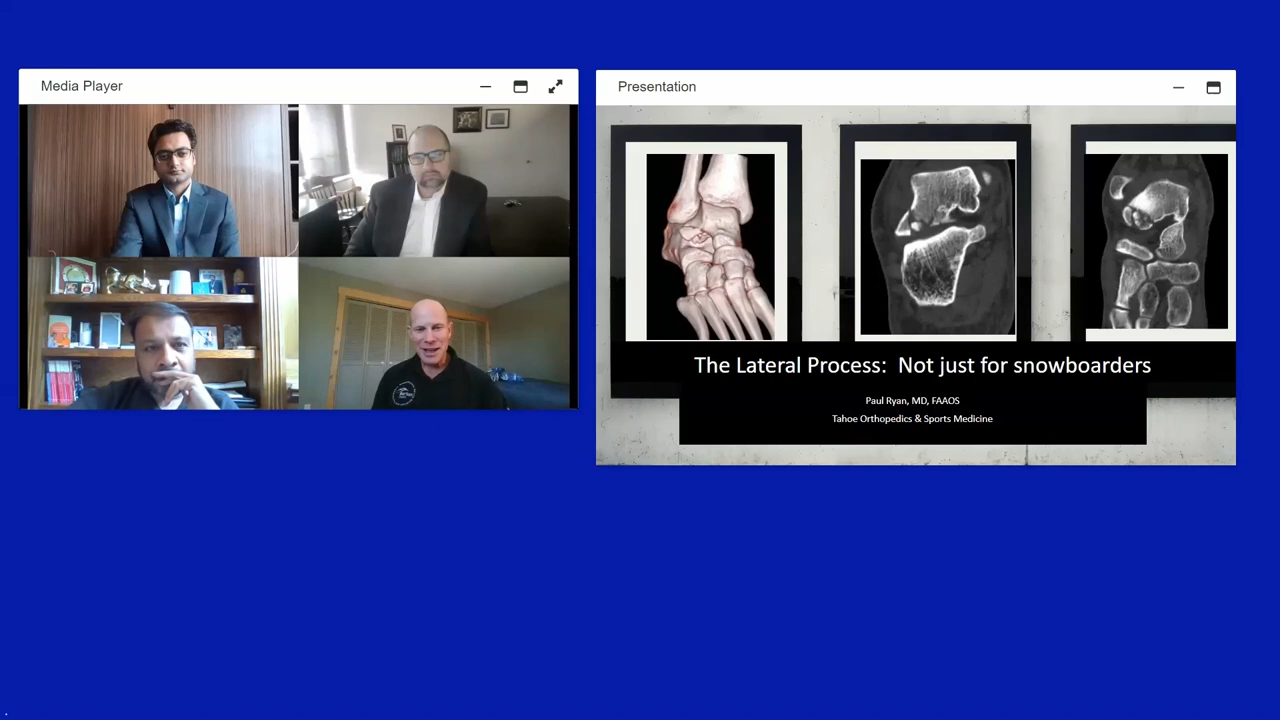 Media Player
Presentation
The Lateral Process: Not just for snowboarders
Paul Ryan, MD, FAAOS
Tahoe Orthopedics & Sports Medicine